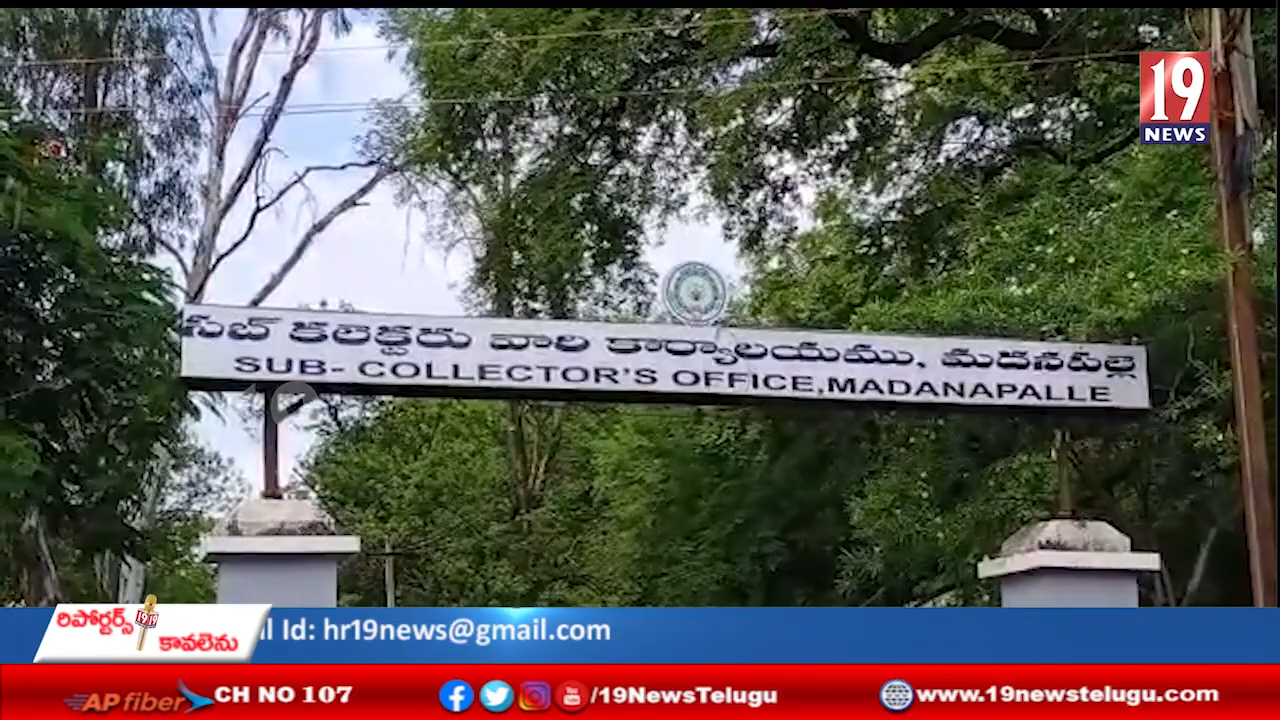 19
NEWS
సబ్ కలెక్టరు వారి కార్యాలయము, మదనపల్లె
SUB- COLLECTOR'S OFFICE,MADANAPALLE
రిపోర్టర్స్
కావలెను
l Id: hr19news@gmail.com
AP fiber CH NO 107 /19NewsTelugu www.19newstelugu.com